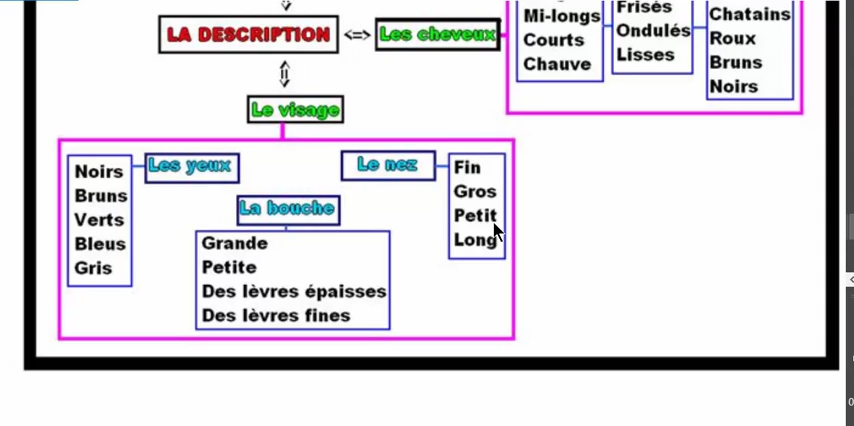 LA DESCRIPTION <=> Les cheveux
Mi-longs
Courts
Chauve
Frisés
Ondulés
Lisses
Chatains
Roux
Bruns
Noirs
Le visage
Les yeux
Noirs
Bruns
Verts
Bleus
Gris
La bouche
Grande
Petite
Des lèvres épaisses
Des lèvres fines
Le nez
Fin
Gros
Petit
Long